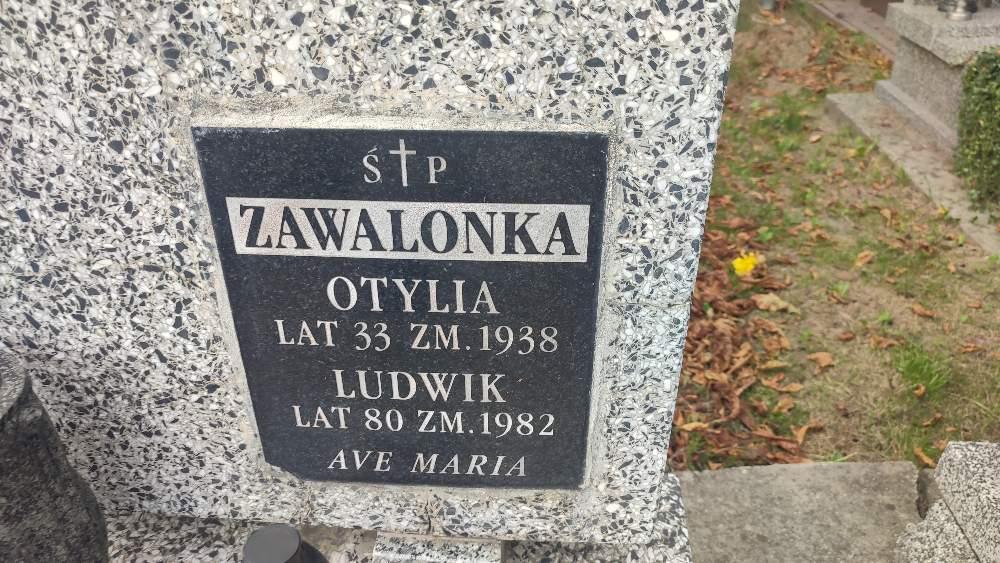 Ś † P
ZAWALONKA
OTYLIA
LAT 33 ZM. 1938
LUDWIK
LAT 80 ZM. 1982
AVE MARIA